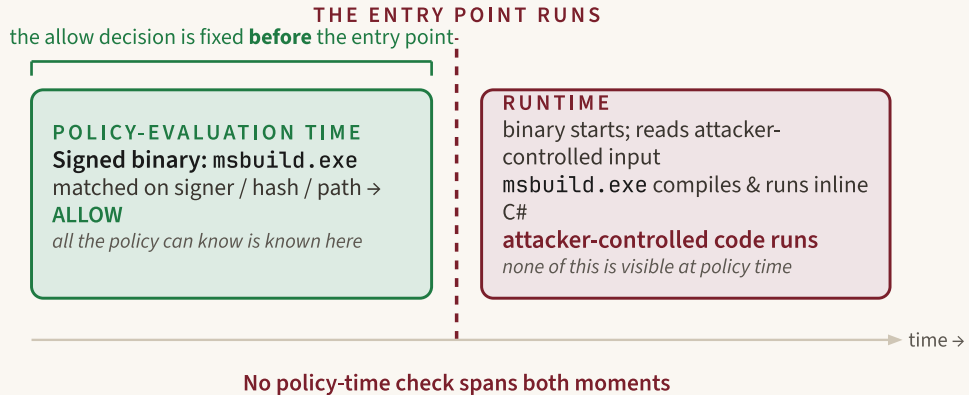 THE ENTRY POINT RUNS
the allow decision is fixed before the entry point
POLICY-EVALUATION TIME
Signed binary: msbuild.exe
matched on signer / hash / path →
ALLOW
all the policy can know is known here
RUNTIME
binary starts; reads attacker-
controlled input
msbuild.exe compiles & runs inline
C#
attacker-controlled code runs
none of this is visible at policy time
time →
No policy-time check spans both moments